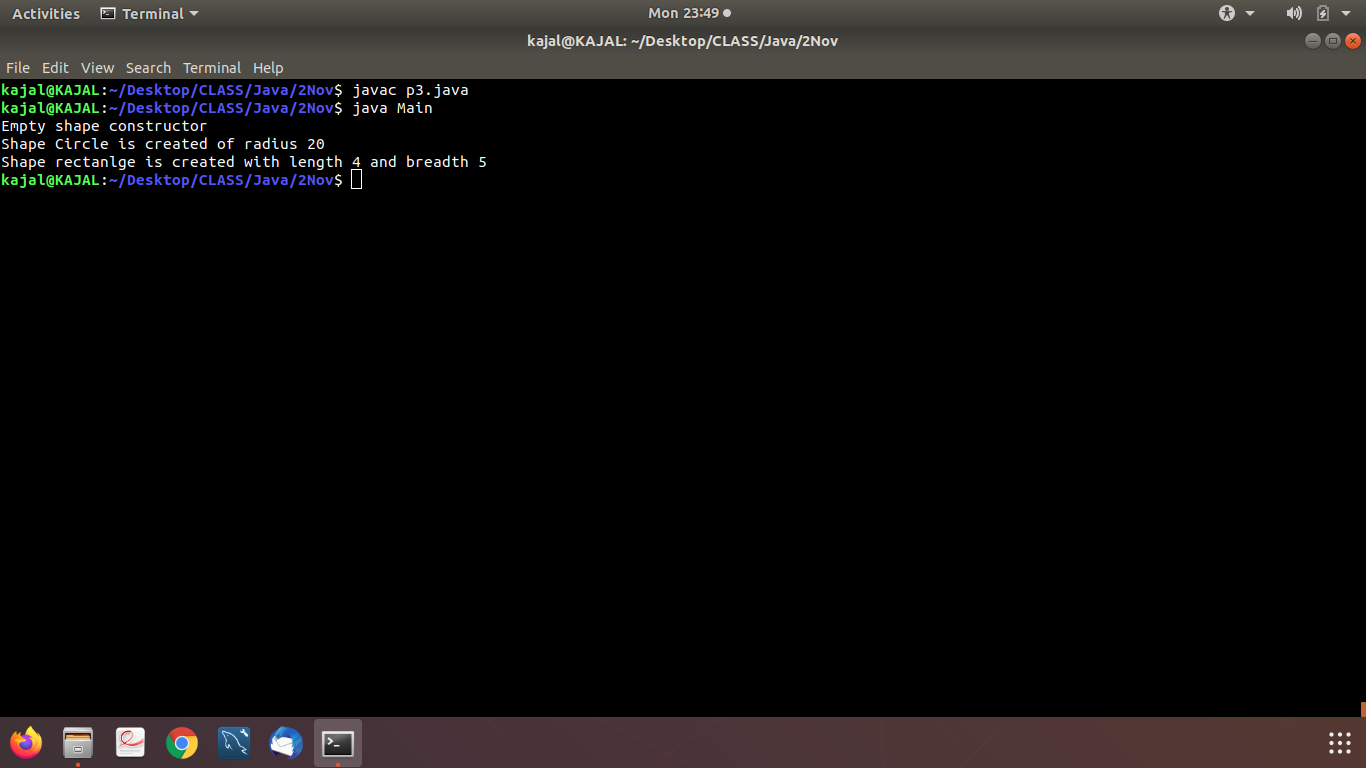 Activities Terminal Mon 23:49
kajal@KAJAL: ~/Desktop/CLASS/Java/2Nov
File Edit View Search Terminal Help
kajal@KAJAL:~/Desktop/CLASS/Java/2Nov$ javac p3.java
kajal@KAJAL:~/Desktop/CLASS/Java/2Nov$ java Main
Empty shape constructor
Shape Circle is created of radius 20
Shape rectanlge is created with length 4 and breadth 5
kajal@KAJAL:~/Desktop/CLASS/Java/2Nov$